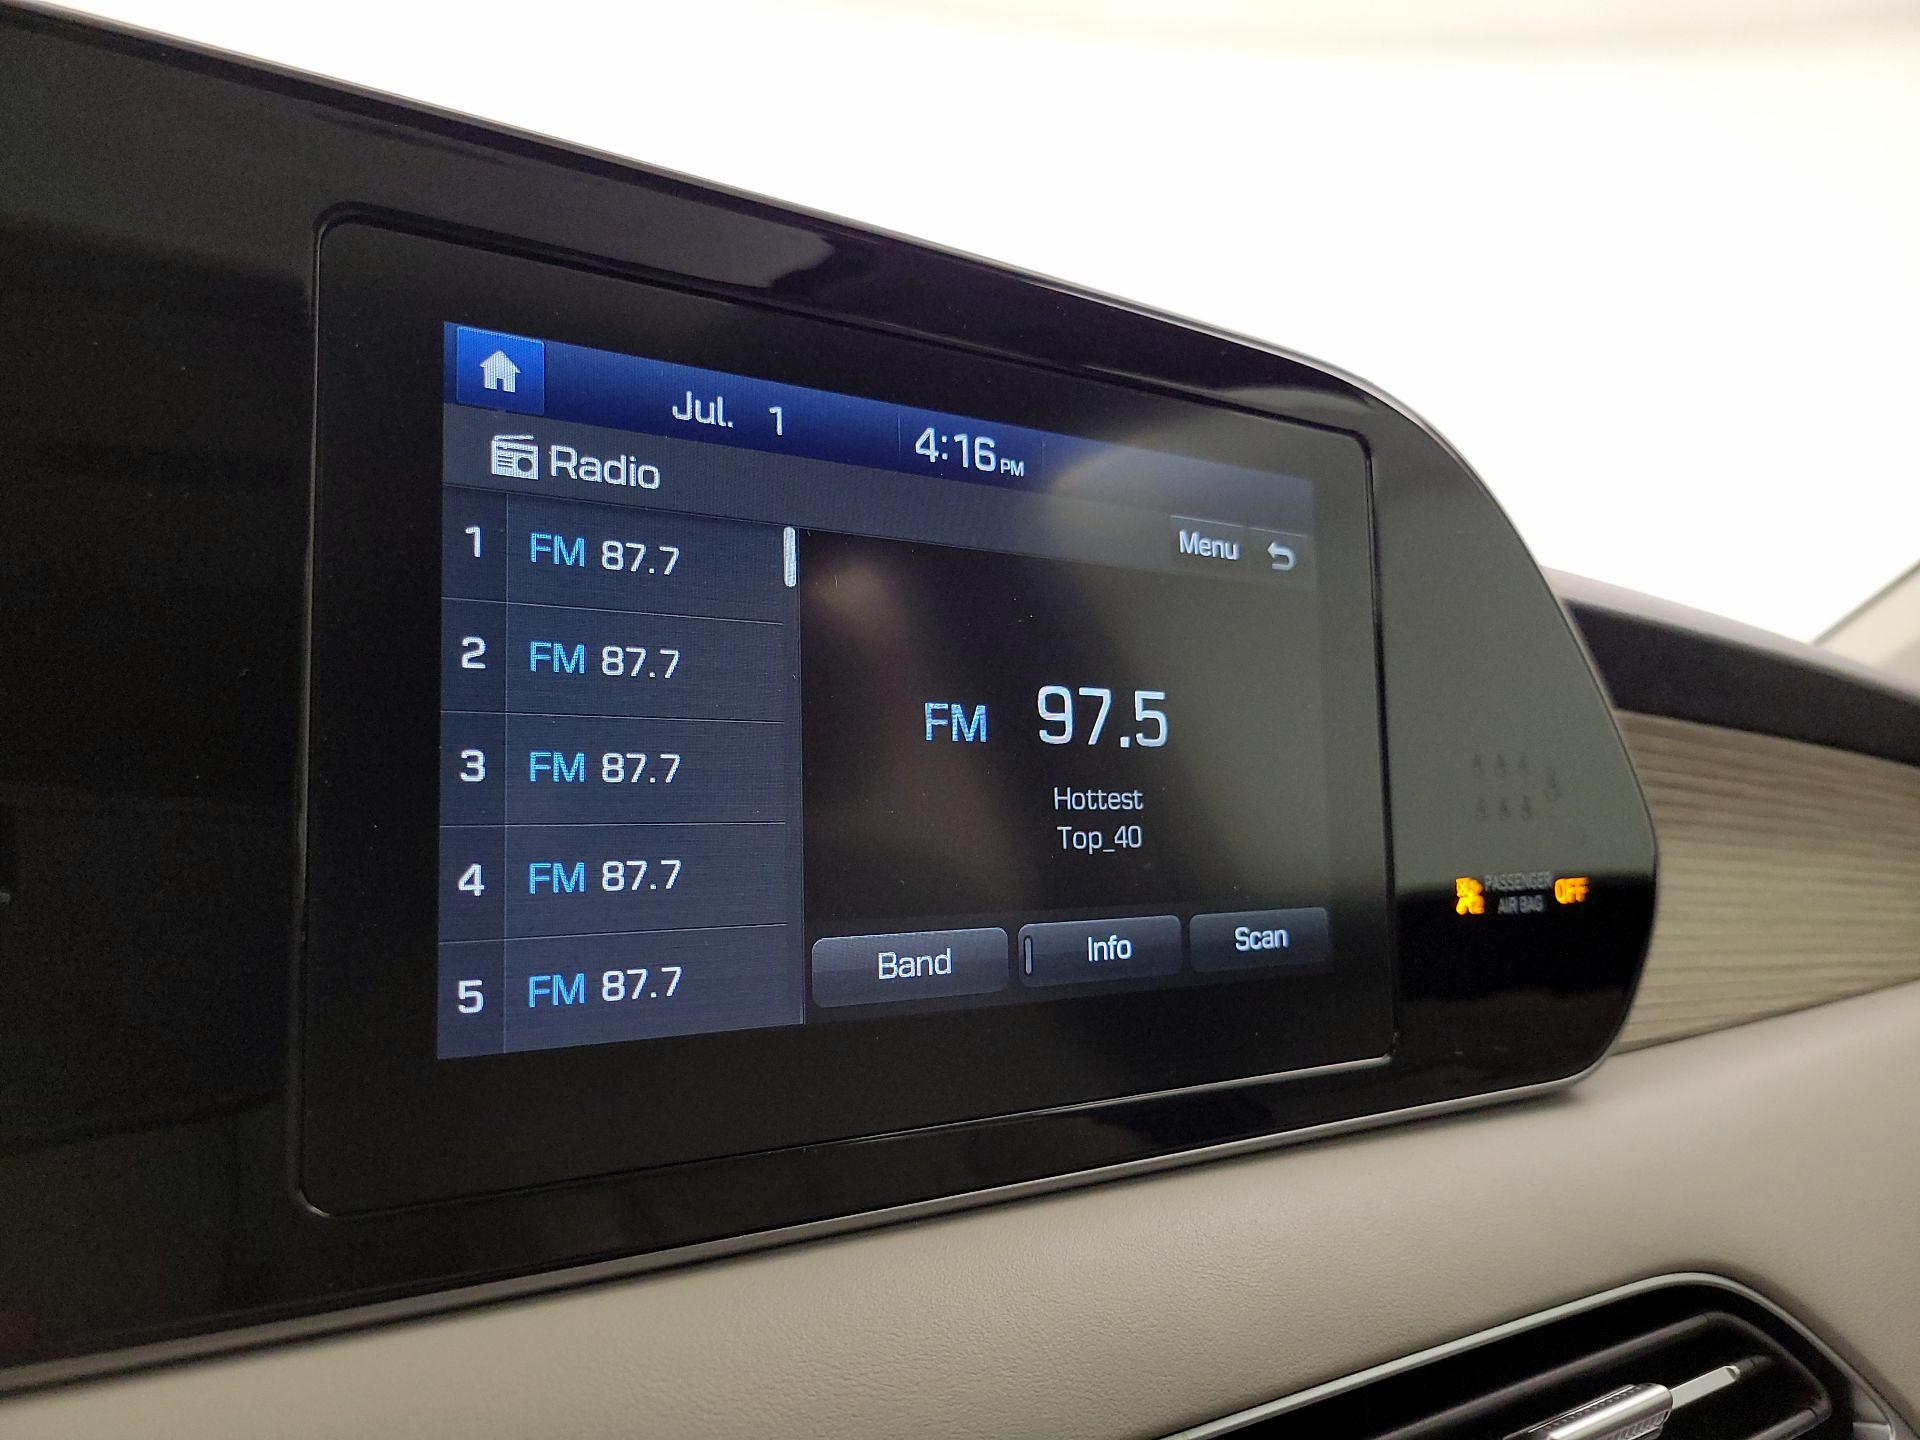 Jul. 1 4:16 PM
Radio
Menu
1 FM 87.7
2 FM 87.7
3 FM 87.7
4 FM 87.7
5 FM 87.7
FM 97.5
Hottest
Top_40
Band Info Scan
PASSENGER
AIR BAG OFF